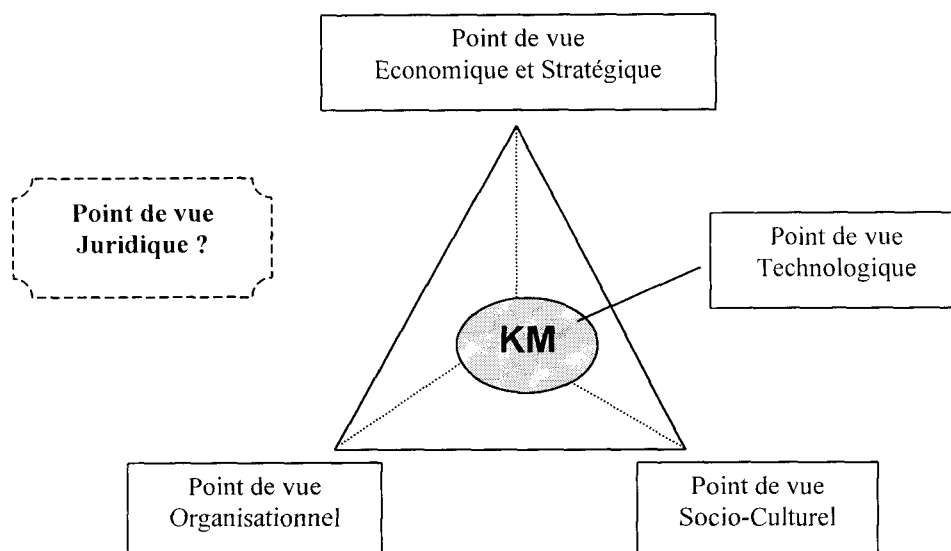 Point de vue
Economique et Stratégique
Point de vue
Juridique ?
Point de vue
Technologique
KM
Point de vue
Organisationnel
Point de vue
Socio-Culturel